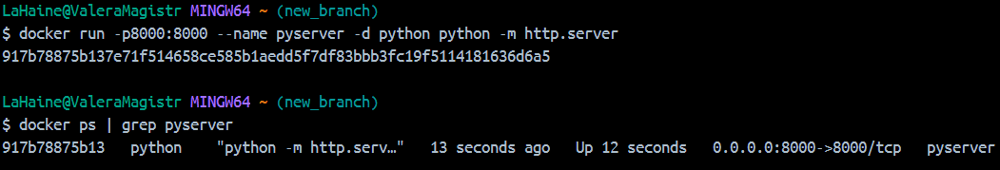 LaHaine@ValeraMagistr MINGW64 ~ (new_branch)
$ docker run -p8000:8000 --name pyserver -d python python -m http.server
917b78875b137e71f514658ce585b1aedd5f7df83bbb3fc19f5114181636d6a5
LaHaine@ValeraMagistr MINGW64 ~ (new_branch)
$ docker ps | grep pyserver
917b78875b13   python    "python -m http.serv…"   13 seconds ago   Up 12 seconds   0.0.0.0:8000->8000/tcp   pyserver